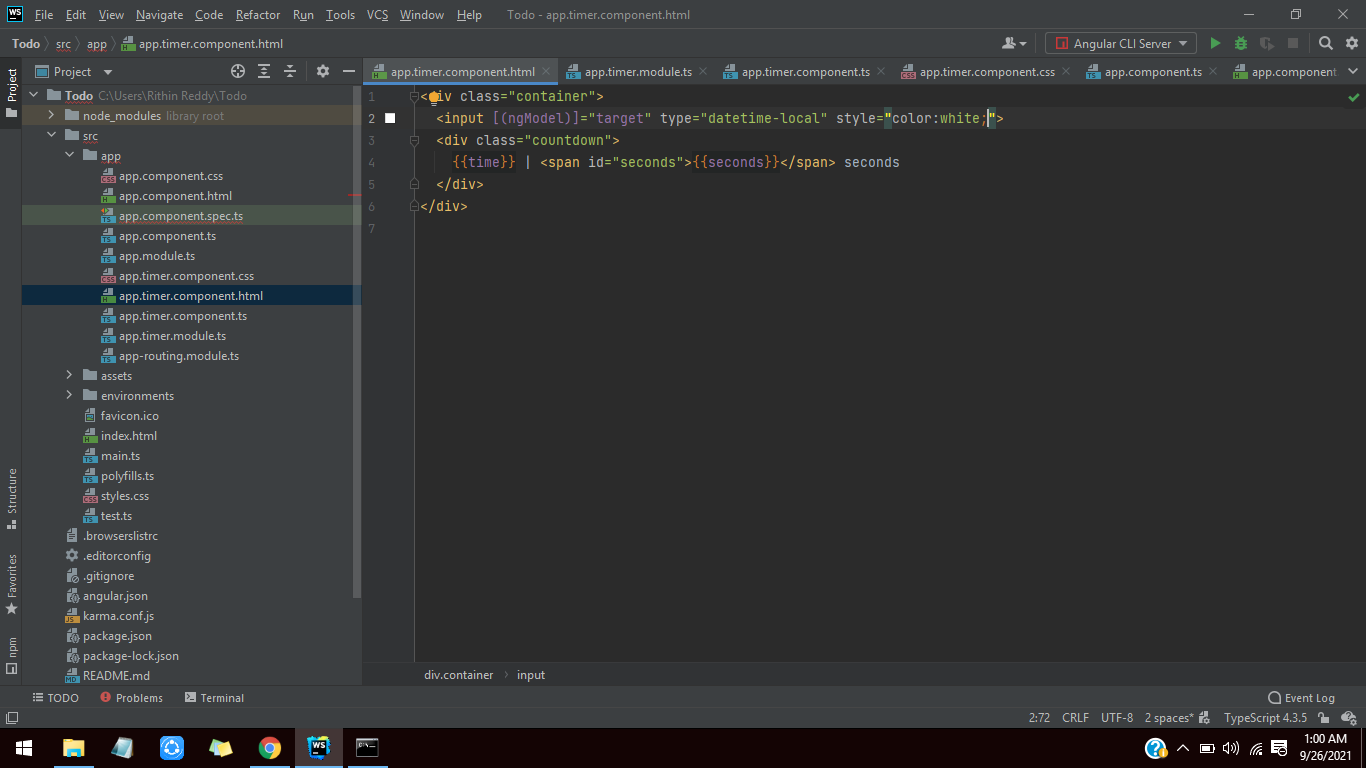 WS File Edit View Navigate Code Refactor Run Tools VCS Window Help Todo - app.timer.component.html
Todo src app app.timer.component.html Angular CLI Server
Project app.timer.component.html app.timer.module.ts app.timer.component.ts app.timer.component.css app.component.ts app.component
Project
Todo C:\Users\Rithin Reddy\Todo
node_modules library root
src
app
app.component.css
app.component.html
app.component.spec.ts
app.component.ts
app.module.ts
app.timer.component.css
app.timer.component.html
app.timer.component.ts
app.timer.module.ts
app-routing.module.ts
assets
environments
favicon.ico
index.html
main.ts
polyfills.ts
styles.css
test.ts
.browserslistrc
.editorconfig
.gitignore
angular.json
karma.conf.js
package.json
package-lock.json
README.md
Structure
Favorites
npm
1 <div class="container">
2 <input [(ngModel)]="target" type="datetime-local" style="color:white;">
3 <div class="countdown">
4 {{time}} | <span id="seconds">{{seconds}}</span> seconds
5 </div>
6 </div>
7
div.container input
TODO Problems Terminal Event Log
2:72 CRLF UTF-8 2 spaces* TypeScript 4.3.5
WS 1:00 AM
9/26/2021